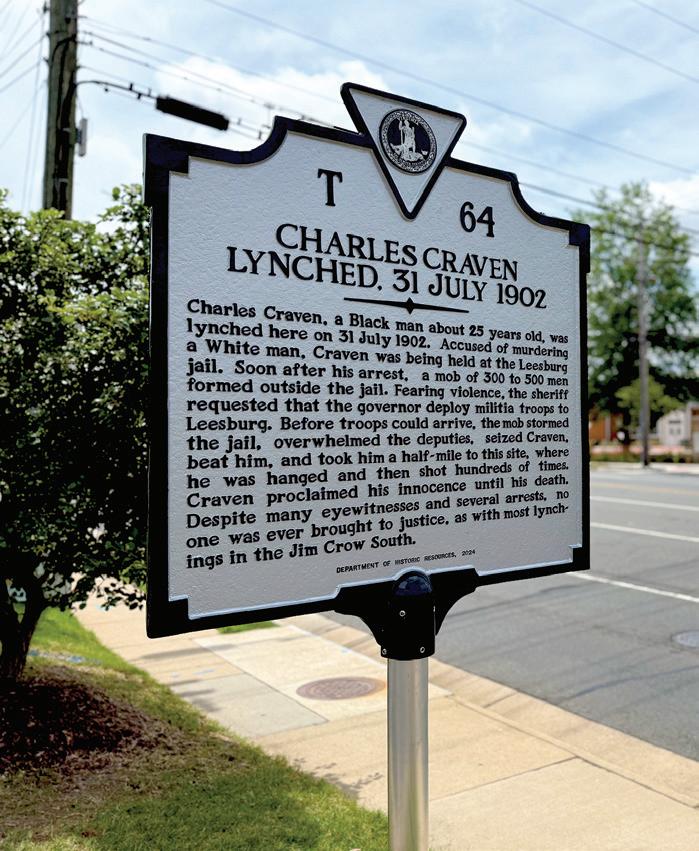 T 64
CHARLES CRAVEN
LYNCHED, 31 JULY 1902
Charles Craven, a Black man about 25 years old, was
lynched here on 31 July 1902. Accused of murdering
a White man, Craven was being held at the Leesburg
jail. Soon after his arrest, a mob of 300 to 500 men
formed outside the jail. Fearing violence, the sheriff
requested that the governor deploy militia troops to
Leesburg. Before troops could arrive, the mob stormed
the jail, overwhelmed the deputies, seized Craven,
beat him, and took him a half-mile to this site, where
he was hanged and then shot hundreds of times.
Craven proclaimed his innocence until his death.
Despite many eyewitnesses and several arrests, no
one was ever brought to justice, as with most lynch-
ings in the Jim Crow South.
DEPARTMENT OF HISTORIC RESOURCES, 2024